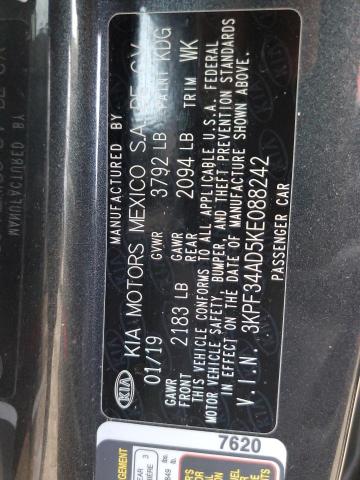 MANUFACTURED BY
KIA KIA MOTORS MEXICO S.A. DE C.V.
01/19 GVWR 3792 LB PAINT KDG
GAWR FRONT 2183 LB GAWR REAR 2094 LB TRIM WK
THIS VEHICLE CONFORMS TO ALL APPLICABLE U.S.A. FEDERAL
MOTOR VEHICLE SAFETY, BUMPER, AND THEFT PREVENTION STANDARDS
IN EFFECT ON THE DATE OF MANUFACTURE SHOWN ABOVE.
V.I.N. 3KPF34AD5KE088242
PASSENGER CAR
7620